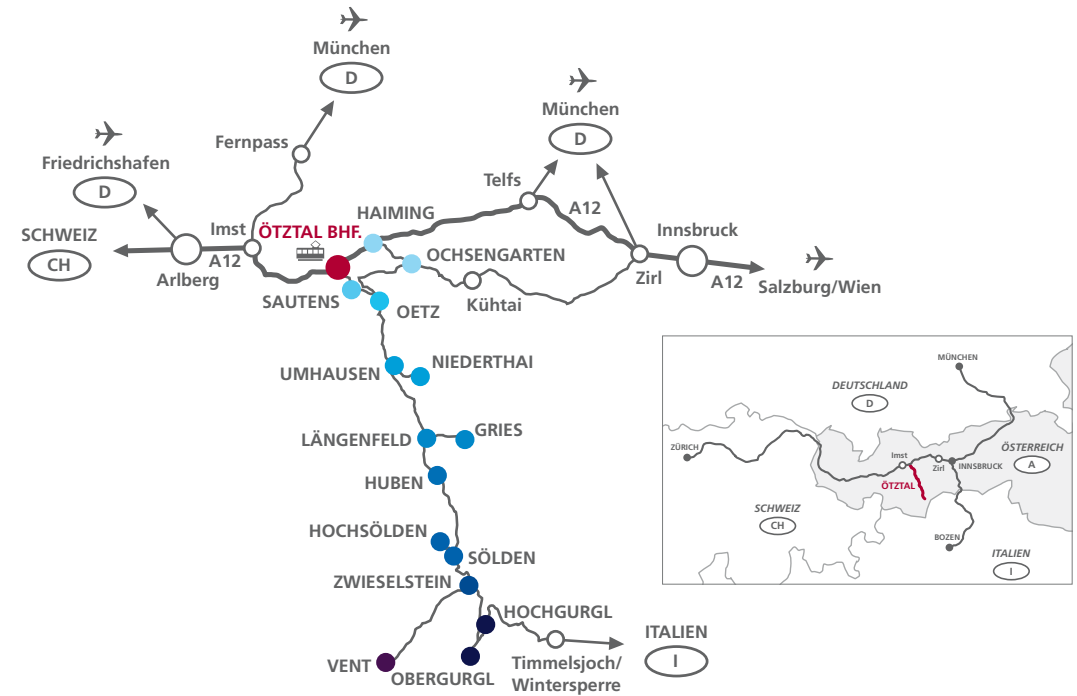 München
D
München
D
Friedrichshafen
D
Fernpass
Telfs
A12
HAIMING
SCHWEIZ
CH
Imst
ÖTZTAL BHF.
A12
Arlberg
Innsbruck
A12
Zirl
Salzburg/Wien
OCHSENGARTEN
Kühtai
SAUTENS
OETZ
UMHAUSEN
NIEDERTHAI
LÄNGENFELD
GRIES
HUBEN
HOCHSÖLDEN
SÖLDEN
ZWIESELSTEIN
HOCHGURGL
VENT
OBERGURGL
Timmelsjoch/
Wintersperre
ITALIEN
I
MÜNCHEN
DEUTSCHLAND
D
ZÜRICH
Imst
Zirl
INNSBRUCK
ÖSTERREICH
A
ÖTZTAL
SCHWEIZ
CH
BOZEN
ITALIEN
I